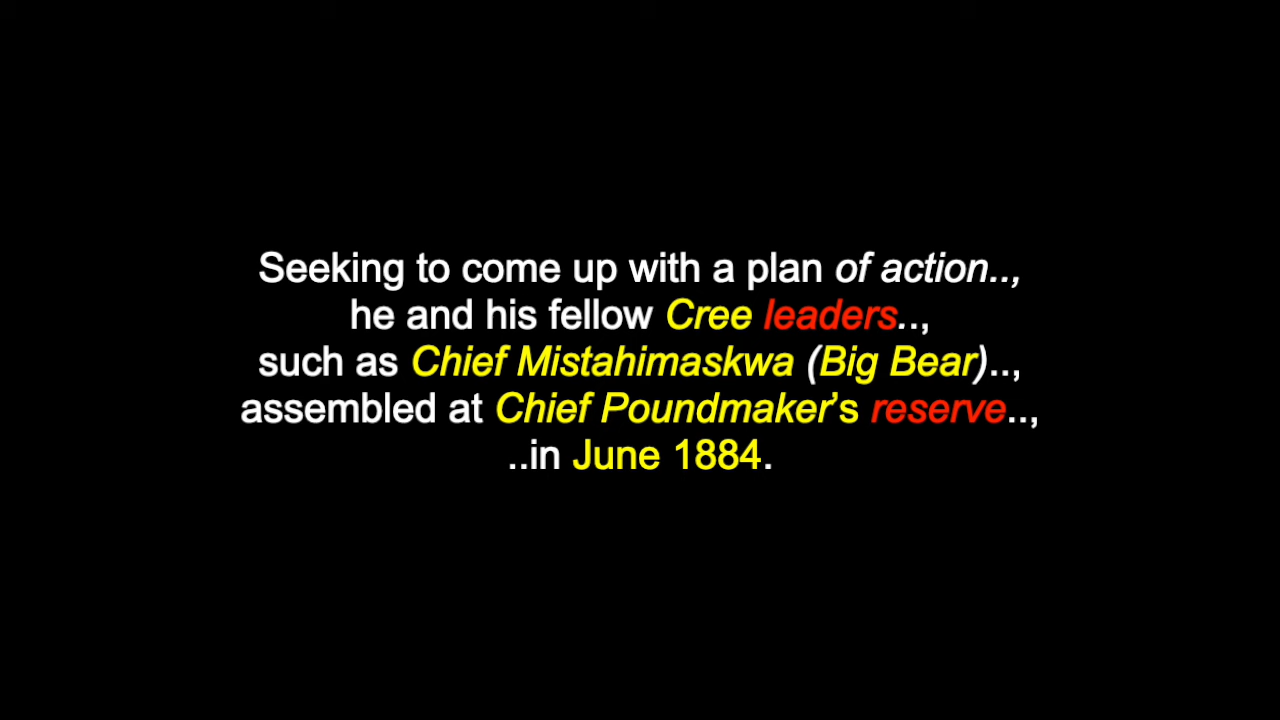 Seeking to come up with a plan of action..,
he and his fellow Cree leaders..,
such as Chief Mistahimaskwa (Big Bear)..,
assembled at Chief Poundmaker’s reserve..,
..in June 1884.